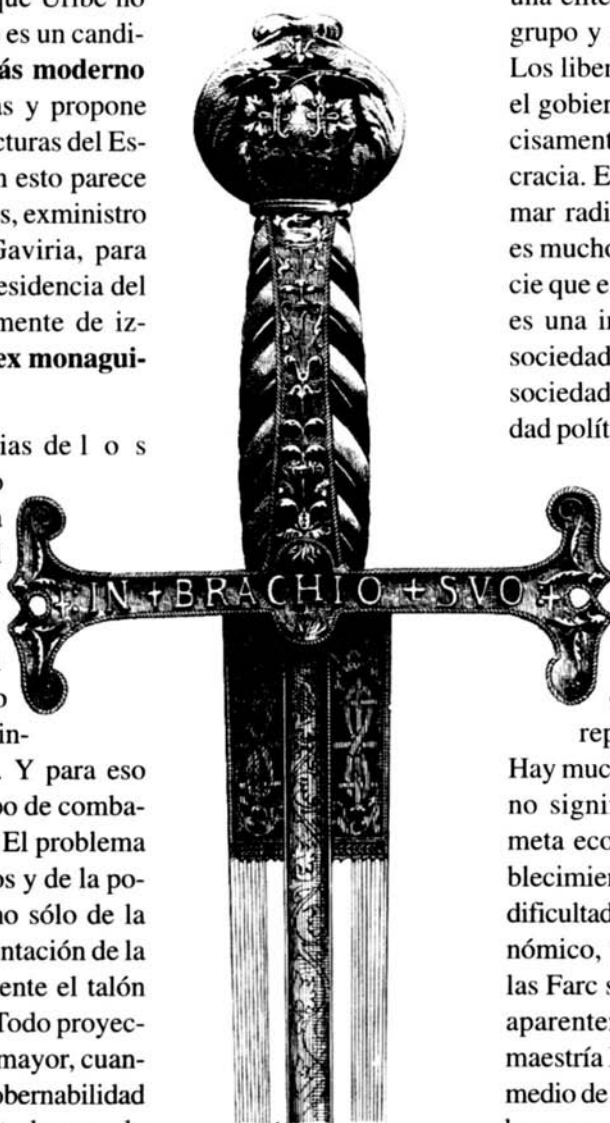 que Uribe no
es un candi-
ás moderno
as y propone
cturas del Es-
n esto parece
s, exministro
Gaviria, para
esidencia del
mente de iz-
ex monagui-
ias de l o s
o
in-
. Y para eso
po de comba-
El problema
os y de la po-
no sólo de la
ntación de la
ente el talón
Todo proyec-
mayor, cuan-
obernabilidad
IN + BRACHIO + SVO +
grupo y
Los liber
el gobier
cisament
cracia. E
mar radi
es mucho
cie que e
es una in
sociedad
sociedad
dad polít
rep
Hay muc
no signi
meta eco
blecimier
dificultad
nómico,
las Farc s
aparente
maestría
medio de